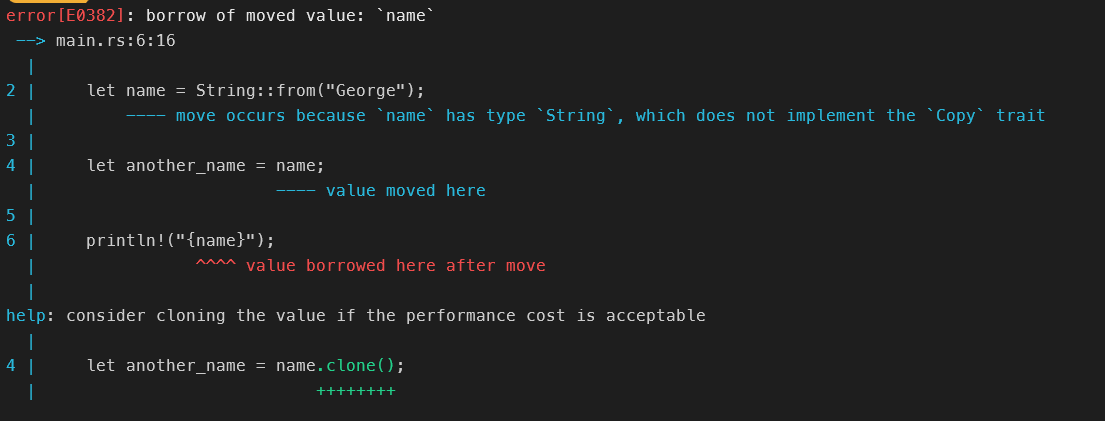 error[E0382]: borrow of moved value: `name`
 --> main.rs:6:16
  |
2 |     let name = String::from("George");
  |         ---- move occurs because `name` has type `String`, which does not implement the `Copy` trait
3 |
4 |     let another_name = name;
  |                        ---- value moved here
5 |
6 |     println!("{name}");
  |                ^^^^ value borrowed here after move
  |
help: consider cloning the value if the performance cost is acceptable
  |
4 |     let another_name = name.clone();
  |                            ++++++++